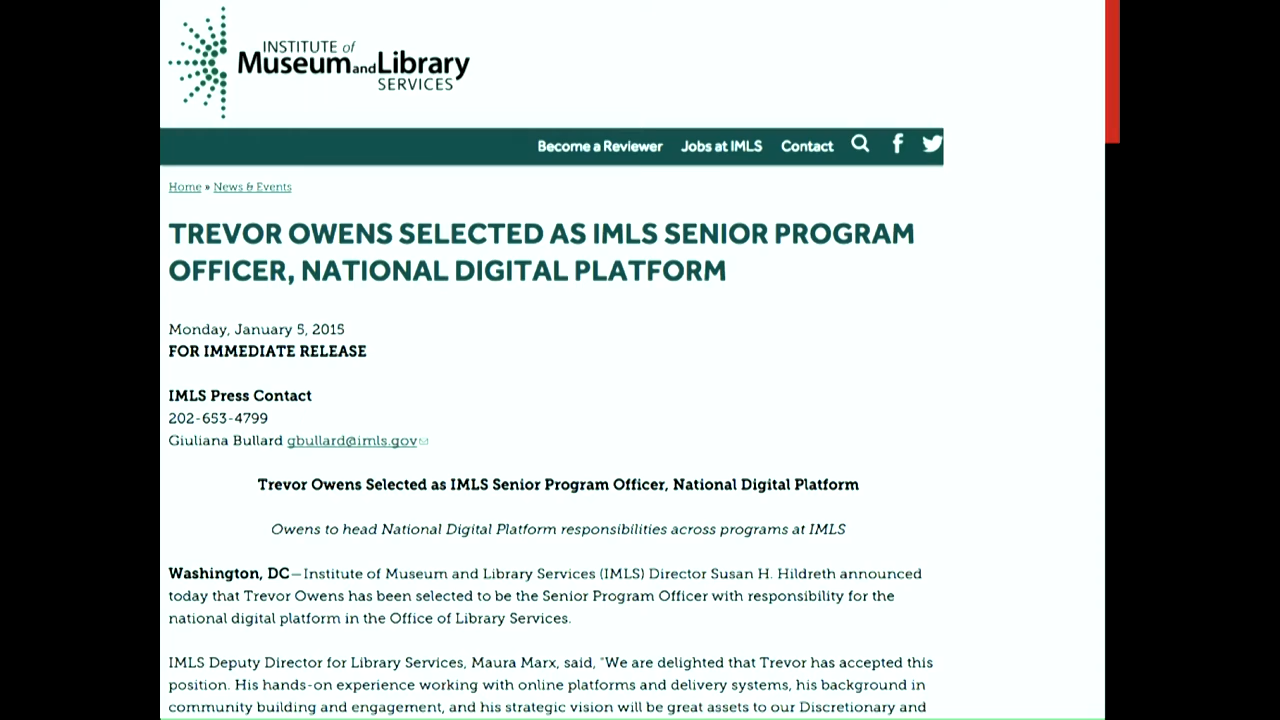 INSTITUTE of
Museum and Library
SERVICES
Become a Reviewer Jobs at IMLS Contact
Home » News & Events
TREVOR OWENS SELECTED AS IMLS SENIOR PROGRAM
OFFICER, NATIONAL DIGITAL PLATFORM
Monday, January 5, 2015
FOR IMMEDIATE RELEASE
IMLS Press Contact
202-653-4799
Giuliana Bullard gbullard@imls.gov
Trevor Owens Selected as IMLS Senior Program Officer, National Digital Platform
Owens to head National Digital Platform responsibilities across programs at IMLS
Washington, DC—Institute of Museum and Library Services (IMLS) Director Susan H. Hildreth announced
today that Trevor Owens has been selected to be the Senior Program Officer with responsibility for the
national digital platform in the Office of Library Services.
IMLS Deputy Director for Library Services, Maura Marx, said, "We are delighted that Trevor has accepted this
position. His hands-on experience working with online platforms and delivery systems, his background in
community building and engagement, and his strategic vision will be great assets to our Discretionary and